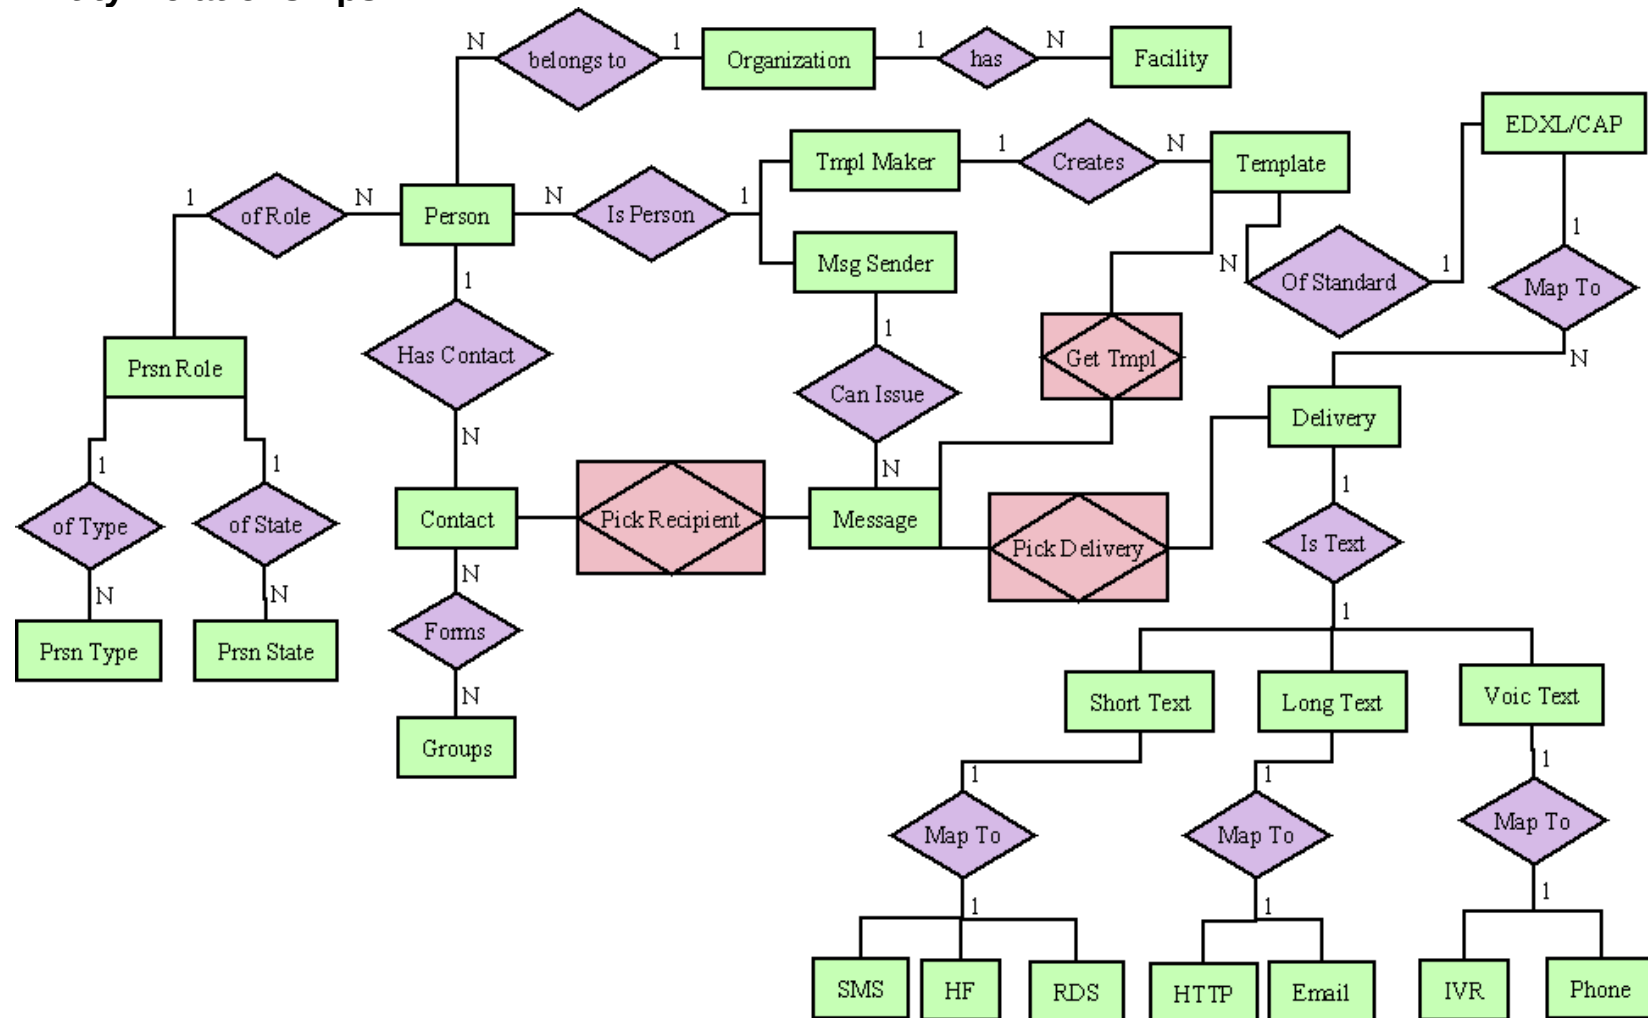 N
belongs to
1
Organization
1
has
N
Facility
EDXL/CAP
Tmpl Maker
1
Creates
N
Template
1
of Role
N
Person
N
Is Person
1
Msg Sender
N
Of Standard
1
1
Map To
N
1
Has Contact
N
1
Can Issue
N
Get Tmpl
Prsn Role
Delivery
1
1
of Type
of State
N
N
Prsn Type
Prsn State
Contact
Pick Recipient
Message
Pick Delivery
1
Is Text
1
N
Forms
N
Groups
Short Text
Long Text
Voic Text
1
1
1
Map To
Map To
Map To
1
1
1
SMS
HF
RDS
HTTP
Email
IVR
Phone